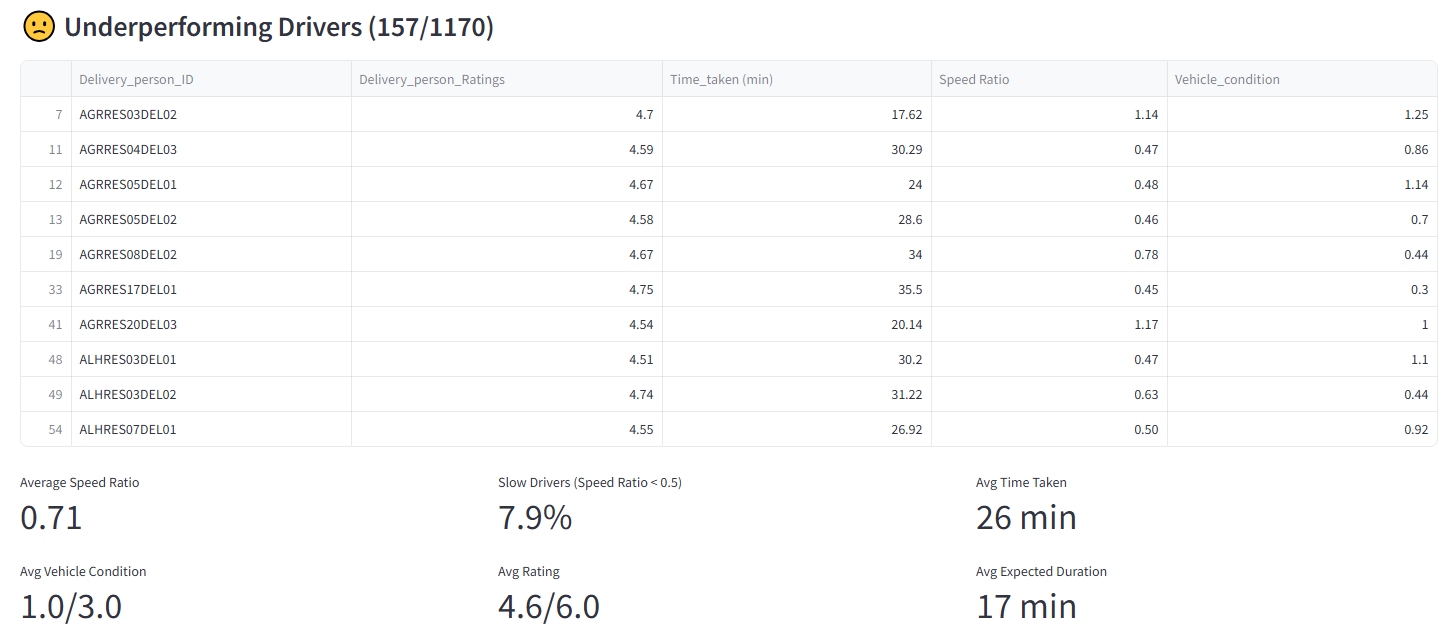 Underperforming Drivers (157/1170)
Delivery_person_ID Delivery_person_Ratings Time_taken (min) Speed Ratio Vehicle_condition
7 AGRRES03DEL02 4.7 17.62 1.14 1.25
11 AGRRES04DEL03 4.59 30.29 0.47 0.86
12 AGRRES05DEL01 4.67 24 0.48 1.14
13 AGRRES05DEL02 4.58 28.6 0.46 0.7
19 AGRRES08DEL02 4.67 34 0.78 0.44
33 AGRRES17DEL01 4.75 35.5 0.45 0.3
41 AGRRES20DEL03 4.54 20.14 1.17 1
48 ALHRES03DEL01 4.51 30.2 0.47 1.1
49 ALHRES03DEL02 4.74 31.22 0.63 0.44
54 ALHRES07DEL01 4.55 26.92 0.50 0.92
Average Speed Ratio Slow Drivers (Speed Ratio < 0.5) Avg Time Taken
0.71 7.9% 26 min
Avg Vehicle Condition Avg Rating Avg Expected Duration
1.0/3.0 4.6/6.0 17 min